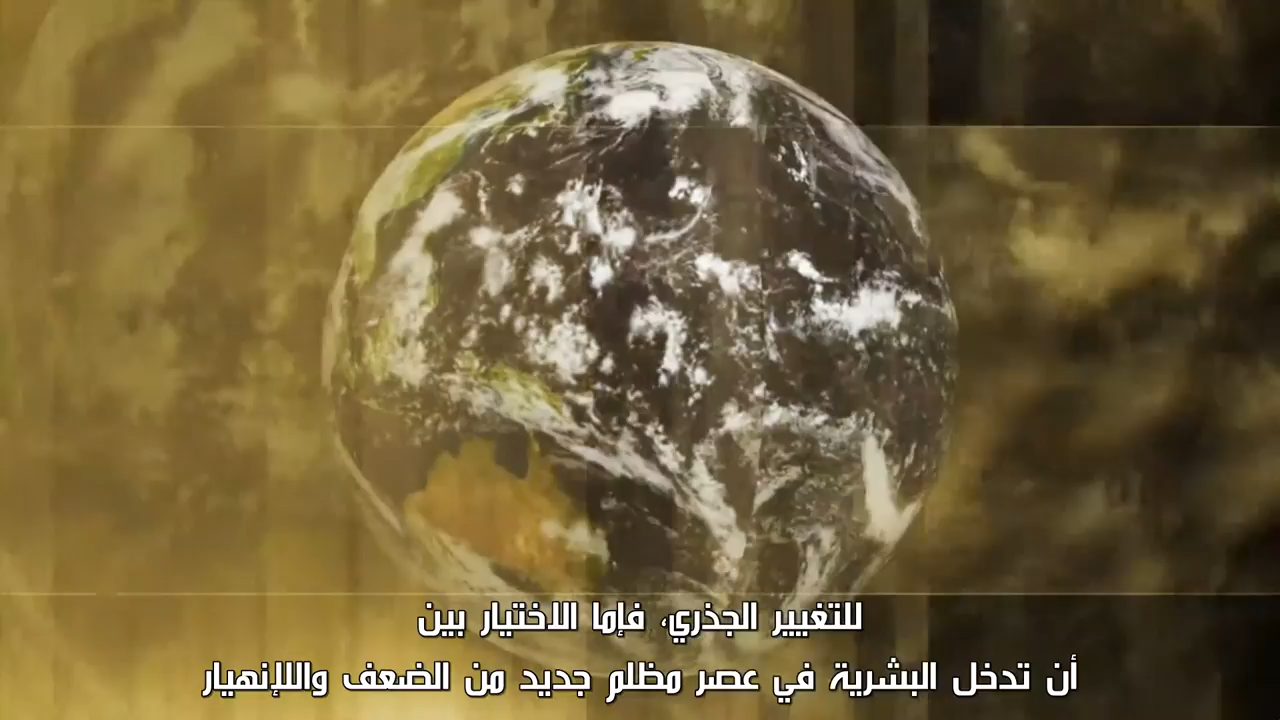 للتغيير الجذري، فإما الاختيار بين
أن تدخل البشرية في عصر مظلم جديد من الضعف واللإنهيار